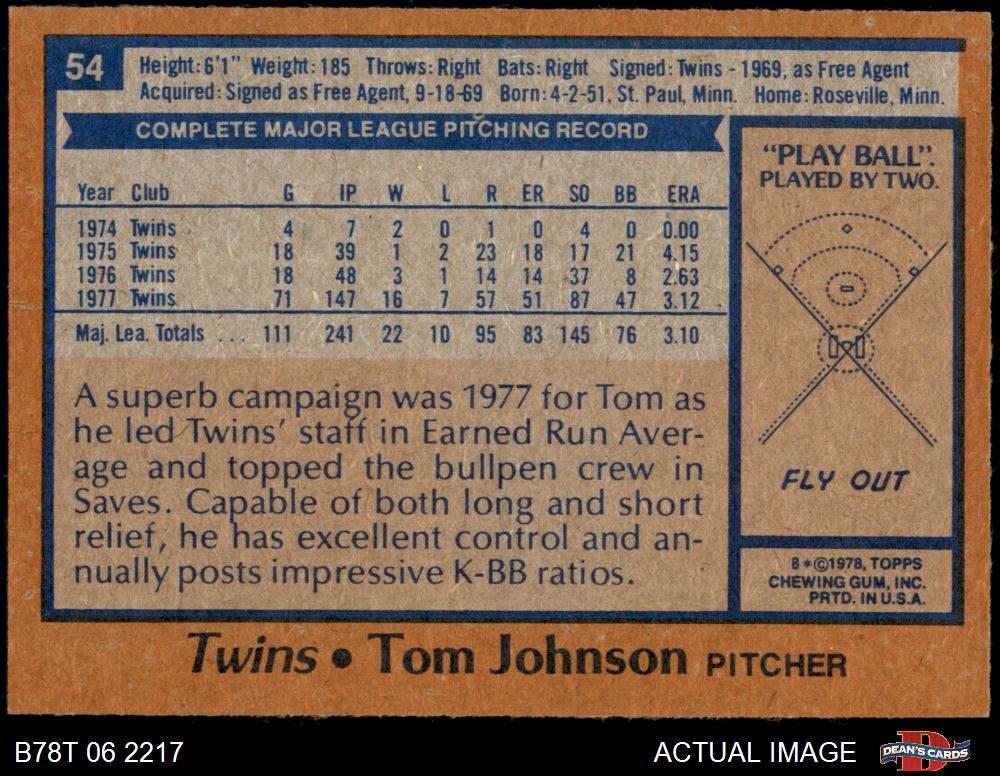 54
Height: 6'1" Weight: 185 Throws: Right Bats: Right Signed: Twins - 1969, as Free Agent
Acquired: Signed as Free Agent, 9-18-69 Born: 4-2-51, St. Paul, Minn. Home: Roseville, Minn.
COMPLETE MAJOR LEAGUE PITCHING RECORD
Year Club G IP W L R ER SO BB ERA
1974 Twins 4 7 2 0 1 0 4 0 0.00
1975 Twins 18 39 1 2 23 18 17 21 4.15
1976 Twins 18 48 3 1 14 14 37 8 2.63
1977 Twins 71 147 16 7 57 51 87 47 3.12
Maj. Lea. Totals ... 111 241 22 10 95 83 145 76 3.10
A superb campaign was 1977 for Tom as
he led Twins' staff in Earned Run Aver-
age and topped the bullpen crew in
Saves. Capable of both long and short
relief, he has excellent control and an-
nually posts impressive K-BB ratios.
"PLAY BALL".
PLAYED BY TWO.
FLY OUT
B*©1978, TOPPS
CHEWING GUM, INC.
PRTD. IN U.S.A.
Twins • Tom Johnson PITCHER
B78T 06 2217
ACTUAL IMAGE
DEAN'S CARDS